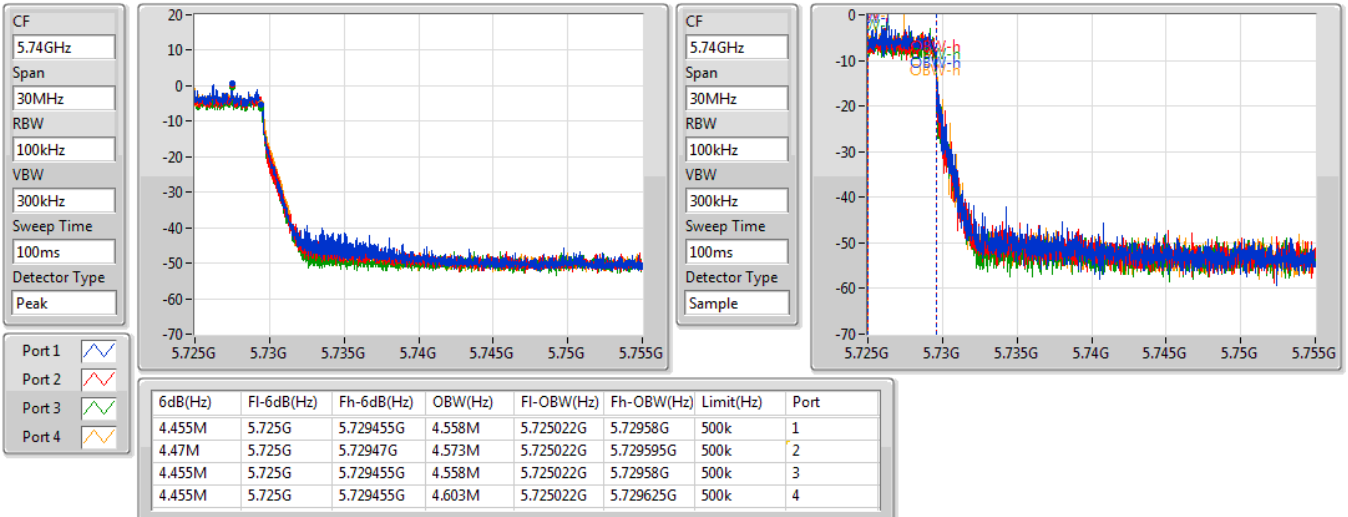 CF
5.74GHz
Span
30MHz
RBW
100kHz
VBW
300kHz
Sweep Time
100ms
Detector Type
Peak
20
10
0
-10
-20
-30
-40
-50
-60
-70
5.725G 5.73G 5.735G 5.74G 5.745G 5.75G 5.755G
CF
5.74GHz
Span
30MHz
RBW
100kHz
VBW
300kHz
Sweep Time
100ms
Detector Type
Sample
0
-10
-20
-30
-40
-50
-60
-70
OBW-h
OBW-h
OBW-h
OBW-h
5.725G 5.73G 5.735G 5.74G 5.745G 5.75G 5.755G
Port 1
Port 2
Port 3
Port 4
6dB(Hz) Fl-6dB(Hz) Fh-6dB(Hz) OBW(Hz) Fl-OBW(Hz) Fh-OBW(Hz) Limit(Hz) Port
4.455M 5.725G 5.729455G 4.558M 5.725022G 5.72958G 500k 1
4.47M 5.725G 5.72947G 4.573M 5.725022G 5.729595G 500k 2
4.455M 5.725G 5.729455G 4.558M 5.725022G 5.72958G 500k 3
4.455M 5.725G 5.729455G 4.603M 5.725022G 5.729625G 500k 4